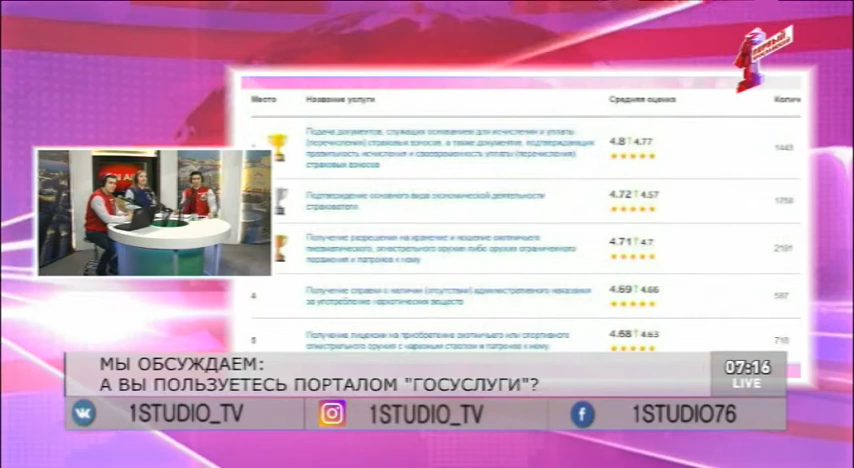 ПЕРВЫЙ
Место
Название услуги
Средняя оценка
Колич
Подача документов, служащих основанием для исчисления и уплаты
(перечисления) страховых взносов, а также документов, подтверждающих
правильность исчисления и своевременность уплаты (перечисления)
страховых взносов
4.8↑4.77
1443
Подтверждение основного вида экономической деятельности
страхователя
4.72↑4.57
1759
Получение разрешения на хранение и ношение охотничьего
пневматического, огнестрельного оружия либо оружия ограниченного
поражения и патронов к нему
4.71↑4.7
2191
4
Получение справки о наличии (отсутствии) административного наказания
за употребление наркотических веществ
4.69↑4.66
587
5
Получение лицензии на приобретение охотничьего или спортивного
огнестрельного оружия с нарезным стволом и патронов к нему
4.68↑4.63
718
ON AIR
МЫ ОБСУЖДАЕМ:
А ВЫ ПОЛЬЗУЕТЕСЬ ПОРТАЛОМ "ГОСУСЛУГИ"?
07:16
LIVE
1STUDIO_TV
1STUDIO_TV
1STUDIO76